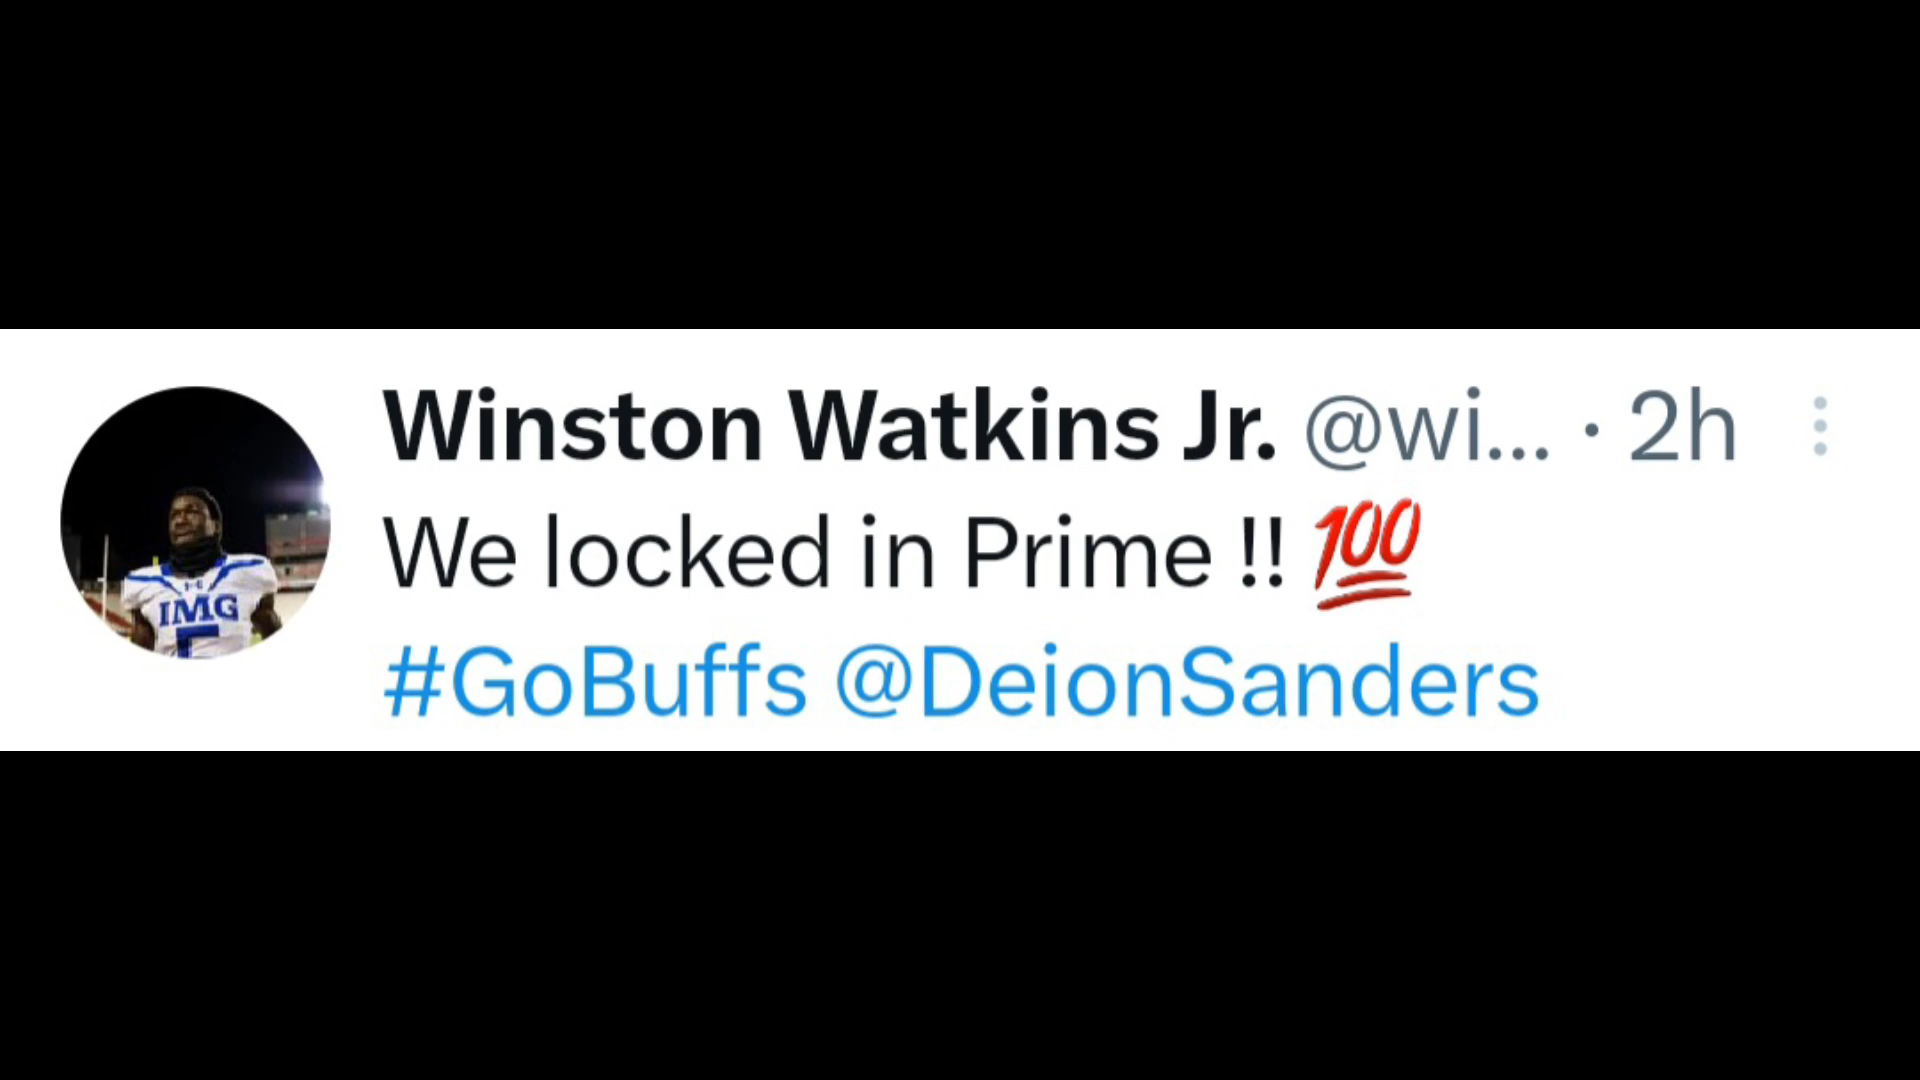 Winston Watkins Jr. @wi... · 2h
We locked in Prime !! 💯
#GoBuffs @DeionSanders
IMG